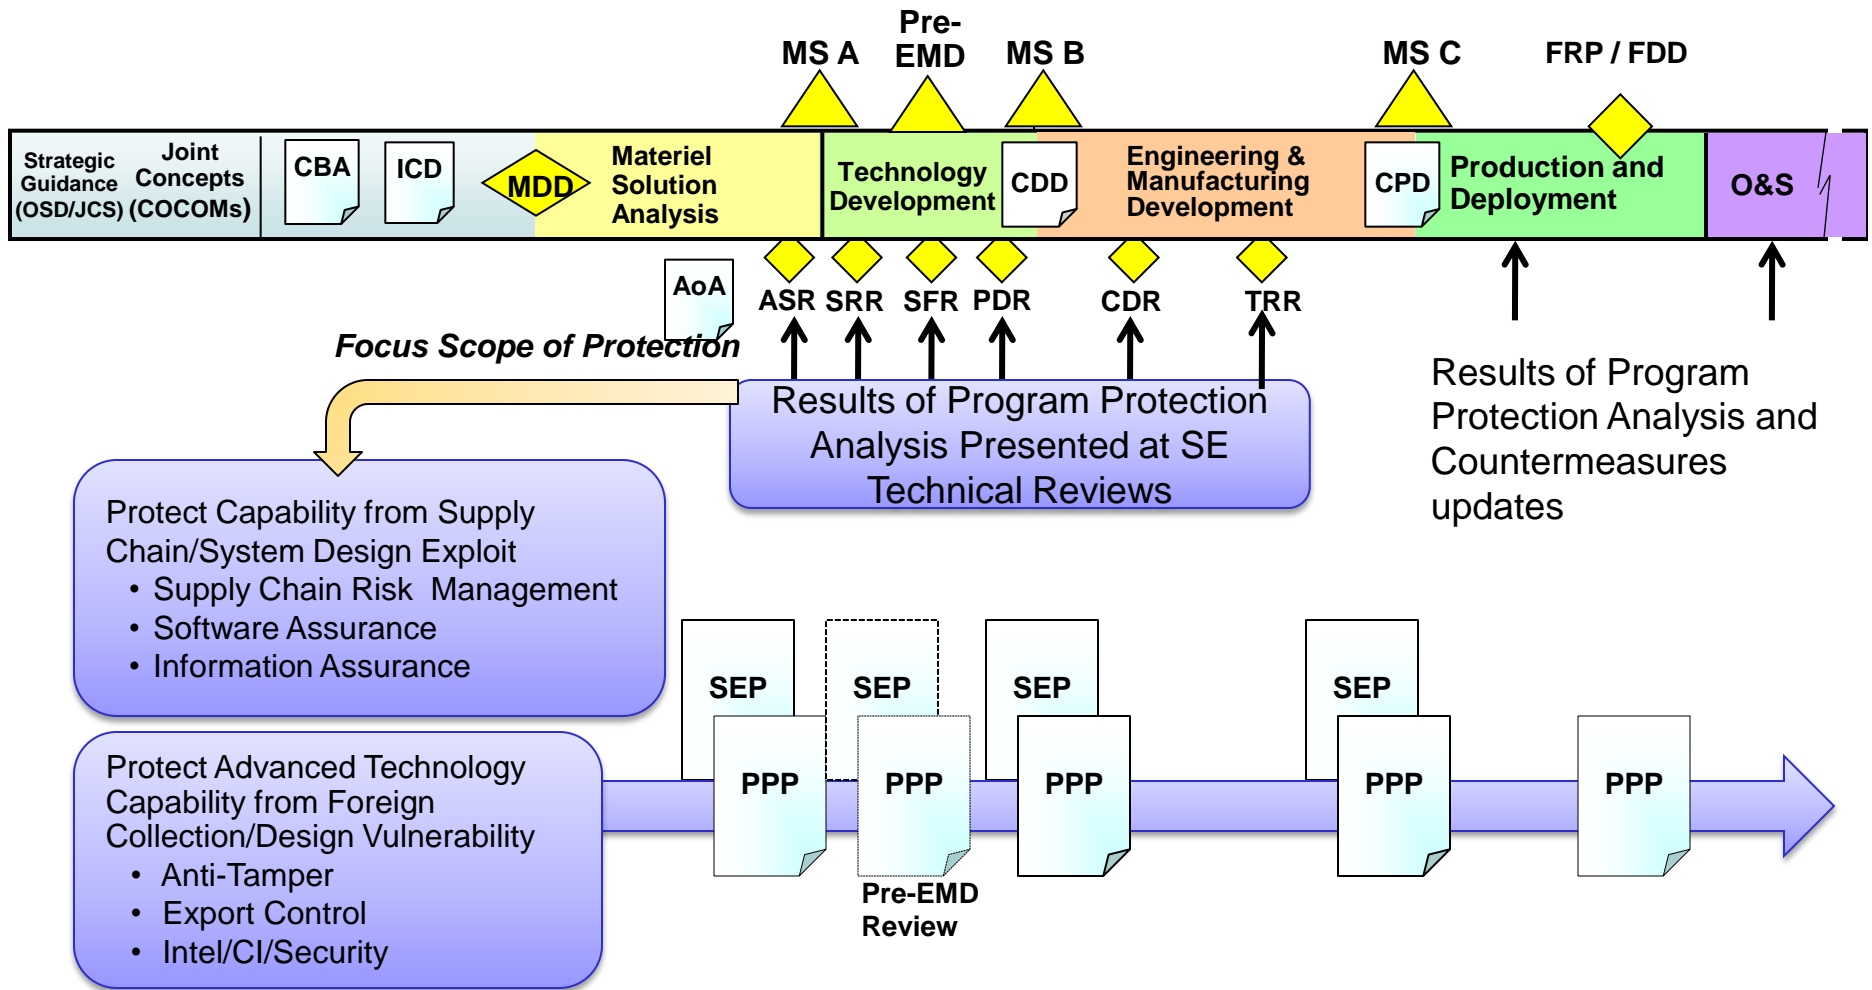 Pre-
EMD
MS A
MS B
MS C
FRP / FDD
Strategic
Guidance
(OSD/JCS)
Joint
Concepts
(COCOMs)
CBA
ICD
MDD
Materiel
Solution
Analysis
Technology
Development
CDD
Engineering &
Manufacturing
Development
CPD
Production and
Deployment
O&S
AoA
ASR
SRR
SFR
PDR
CDR
TRR
Focus Scope of Protection
Results of Program Protection
Analysis Presented at SE
Technical Reviews
Results of Program
Protection Analysis and
Countermeasures
updates
Protect Capability from Supply
Chain/System Design Exploit
• Supply Chain Risk Management
• Software Assurance
• Information Assurance
SEP
SEP
SEP
SEP
Protect Advanced Technology
Capability from Foreign
Collection/Design Vulnerability
• Anti-Tamper
• Export Control
• Intel/CI/Security
PPP
PPP
PPP
PPP
PPP
Pre-EMD
Review